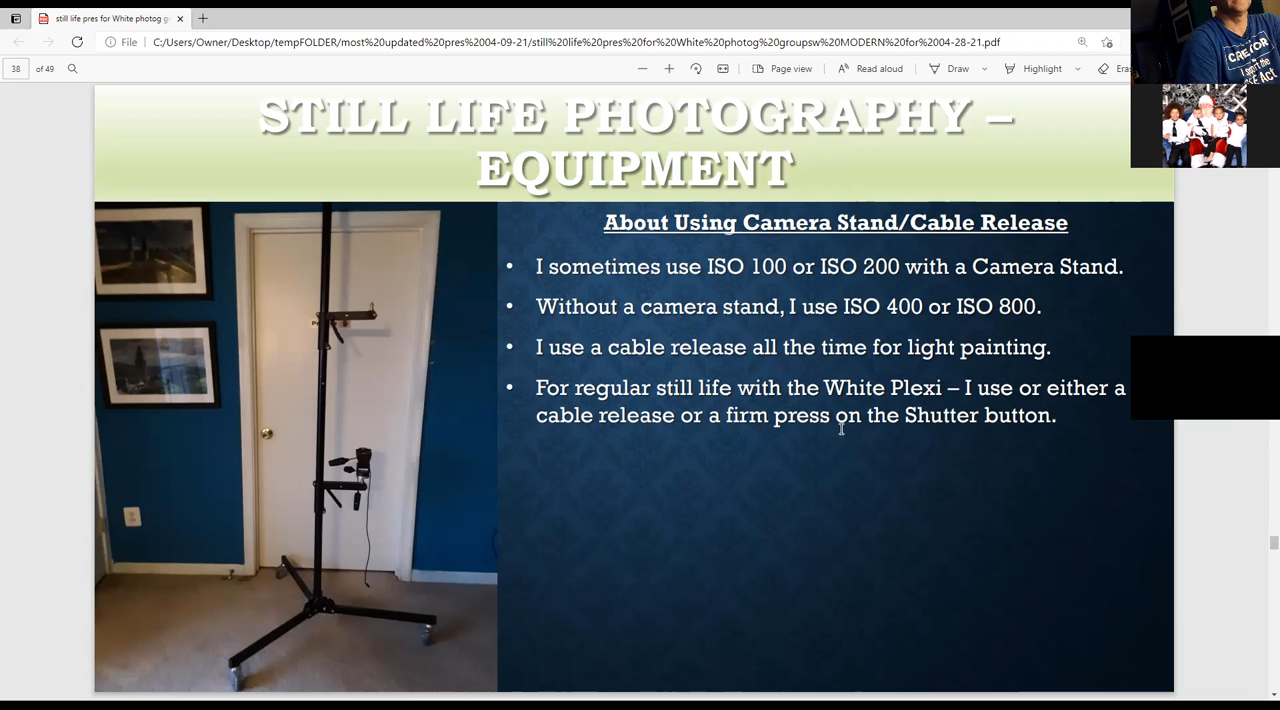 still life pres for White photog g
File
C:/Users/Owner/Desktop/tempFOLDER/most%20updated%20pres%2004-09-21/still%20life%20pres%20for%20White%20photog%20groupsw%20MODERN%20for%2004-28-21.pdf
38 of 49
Page view
Read aloud
Draw
Highlight
Eras
STILL LIFE PHOTOGRAPHY –
EQUIPMENT
About Using Camera Stand/Cable Release
• I sometimes use ISO 100 or ISO 200 with a Camera Stand.
• Without a camera stand, I use ISO 400 or ISO 800.
• I use a cable release all the time for light painting.
• For regular still life with the White Plexi – I use or either a
cable release or a firm press on the Shutter button.